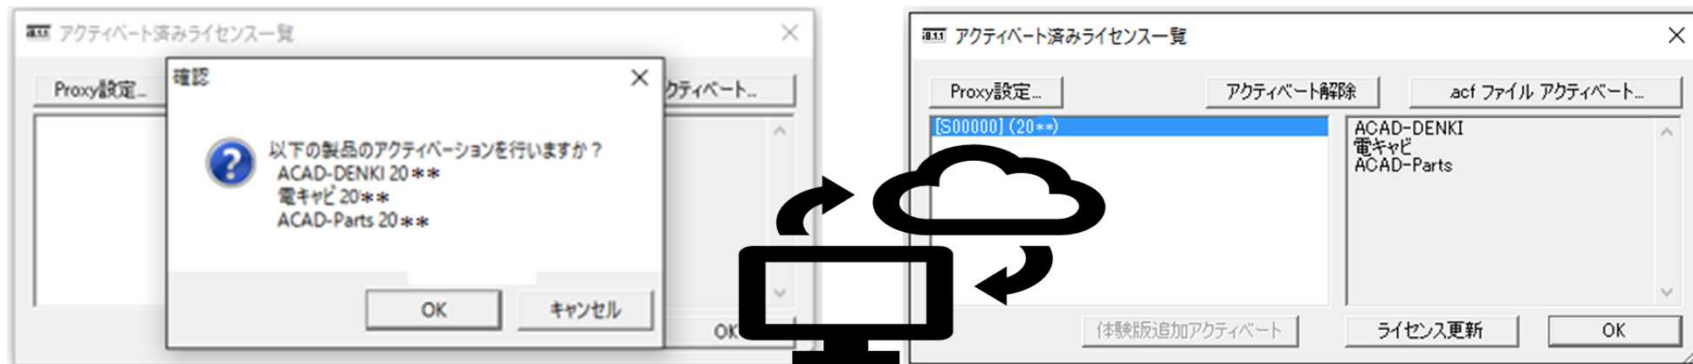 アクティベート済みライセンス一覧
Proxy設定...
クティベート...
確認
以下の製品のアクティベーションを行いますか？
ACAD-DENKI 20**
電キャビ 20**
ACAD-Parts 20**
OK
キャンセル
OK
アクティベート済みライセンス一覧
Proxy設定...
アクティベート解除
.acf ファイル アクティベート...
[S00000] (20**)
ACAD-DENKI
電キャビ
ACAD-Parts
体験版追加アクティベート
ライセンス更新
OK